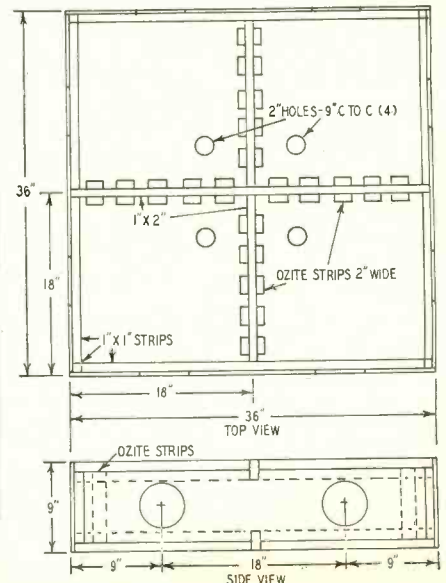 2" HOLES-9" C TO C (4)
36"
1" X 2"
18"
OZITE STRIPS 2" WIDE
1" X 1" STRIPS
18"
36"
TOP VIEW
OZITE STRIPS
9"
9"
18"
9"
SIDE VIEW